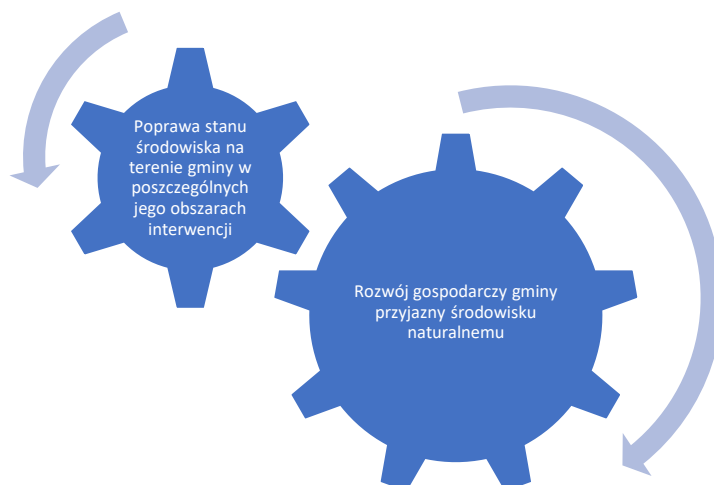 Poprawa stanu
środowiska na
terenie gminy w
poszczególnych
jego obszarach
interwencji
Rozwój gospodarczy gminy
przyjazny środowisku
naturalnemu